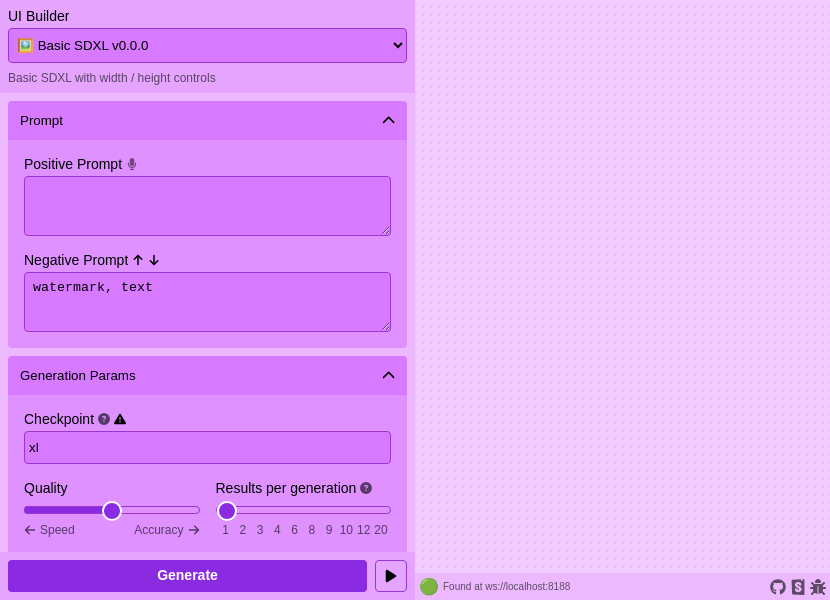 UI Builder
Basic SDXL v0.0.0
Basic SDXL with width / height controls
Prompt
Positive Prompt
Negative Prompt
watermark, text
Generation Params
Checkpoint
xl
Quality
Results per generation
Speed
Accuracy
1 2 3 4 6 8 9 10 12 20
Generate
Found at ws://localhost:8188